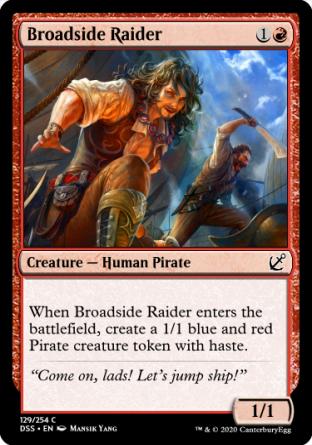 Broadside Raider 1
Creature — Human Pirate
When Broadside Raider enters the
battlefield, create a 1/1 blue and red
Pirate creature token with haste.
“Come on, lads! Let’s jump ship!”
1/1
129/254 C
DSS • EN Mansik Yang
™ & © 2020 CanterburyEgg